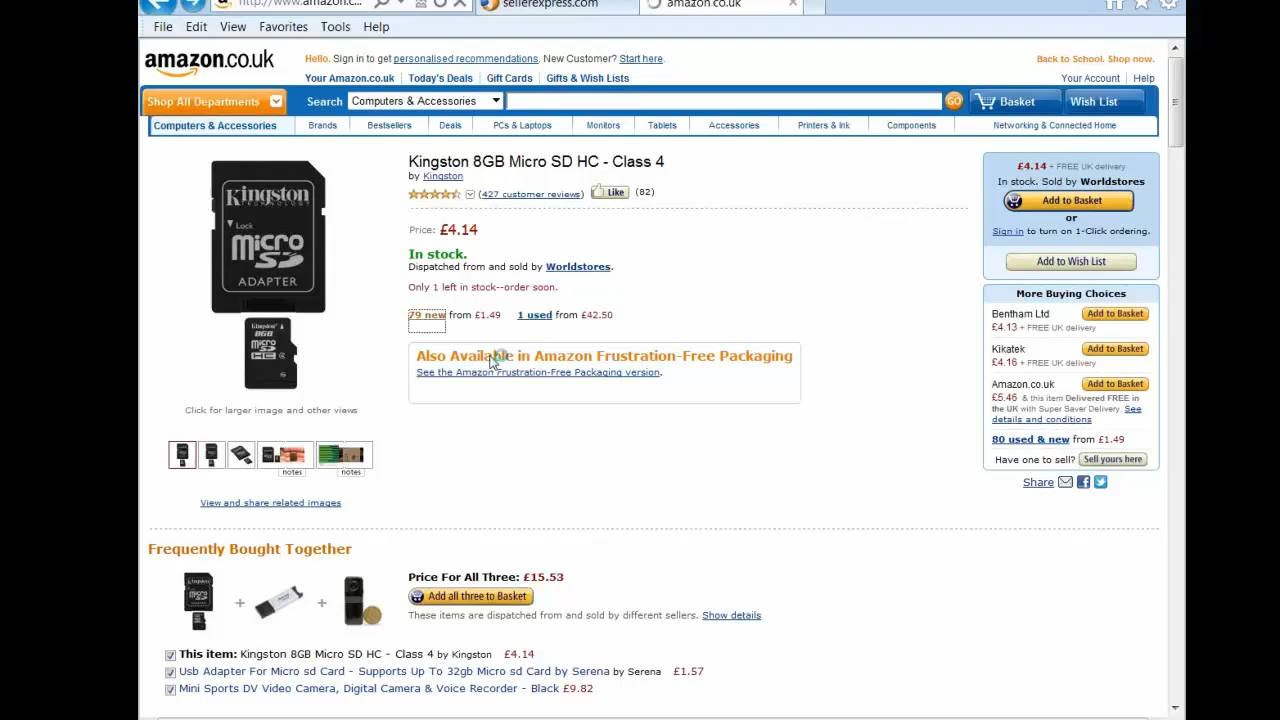 http://www.amazon.c...
sellerexpress.com
amazon.co.uk
File Edit View Favorites Tools Help
amazon.co.uk
Hello. Sign in to get personalised recommendations. New Customer? Start here.
Back to School. Shop now.
Your Amazon.co.uk Today's Deals Gift Cards Gifts & Wish Lists
Your Account Help
Shop All Departments Search Computers & Accessories GO Basket Wish List
Computers & Accessories Brands Bestsellers Deals PCs & Laptops Monitors Tablets Accessories Printers & Ink Components Networking & Connected Home
Kingston
TECHNOLOGY
Lock
micro
SD
ADAPTER
Kingston
8GB
micro
SD
HC
4
Click for larger image and other views
notes notes
View and share related images
Kingston 8GB Micro SD HC - Class 4
by Kingston
(427 customer reviews) Like (82)
Price: £4.14
In stock.
Dispatched from and sold by Worldstores.
Only 1 left in stock--order soon.
79 new from £1.49 1 used from £42.50
Also Available in Amazon Frustration-Free Packaging
See the Amazon Frustration-Free Packaging version.
£4.14 + FREE UK delivery
In stock. Sold by Worldstores
Add to Basket
or
Sign in to turn on 1-Click ordering.
Add to Wish List
More Buying Choices
Bentham Ltd Add to Basket
£4.13 + FREE UK delivery
Kikatek Add to Basket
£4.16 + FREE UK delivery
Amazon.co.uk Add to Basket
£5.46 & this item Delivered FREE in
the UK with Super Saver Delivery. See
details and conditions
80 used & new from £1.49
Have one to sell? Sell yours here
Share
Frequently Bought Together
Kingston
micro
SD
+ +
Price For All Three: £15.53
Add all three to Basket
These items are dispatched from and sold by different sellers. Show details
This item: Kingston 8GB Micro SD HC - Class 4 by Kingston £4.14
Usb Adapter For Micro sd Card - Supports Up To 32gb Micro sd Card by Serena by Serena £1.57
Mini Sports DV Video Camera, Digital Camera & Voice Recorder - Black £9.82